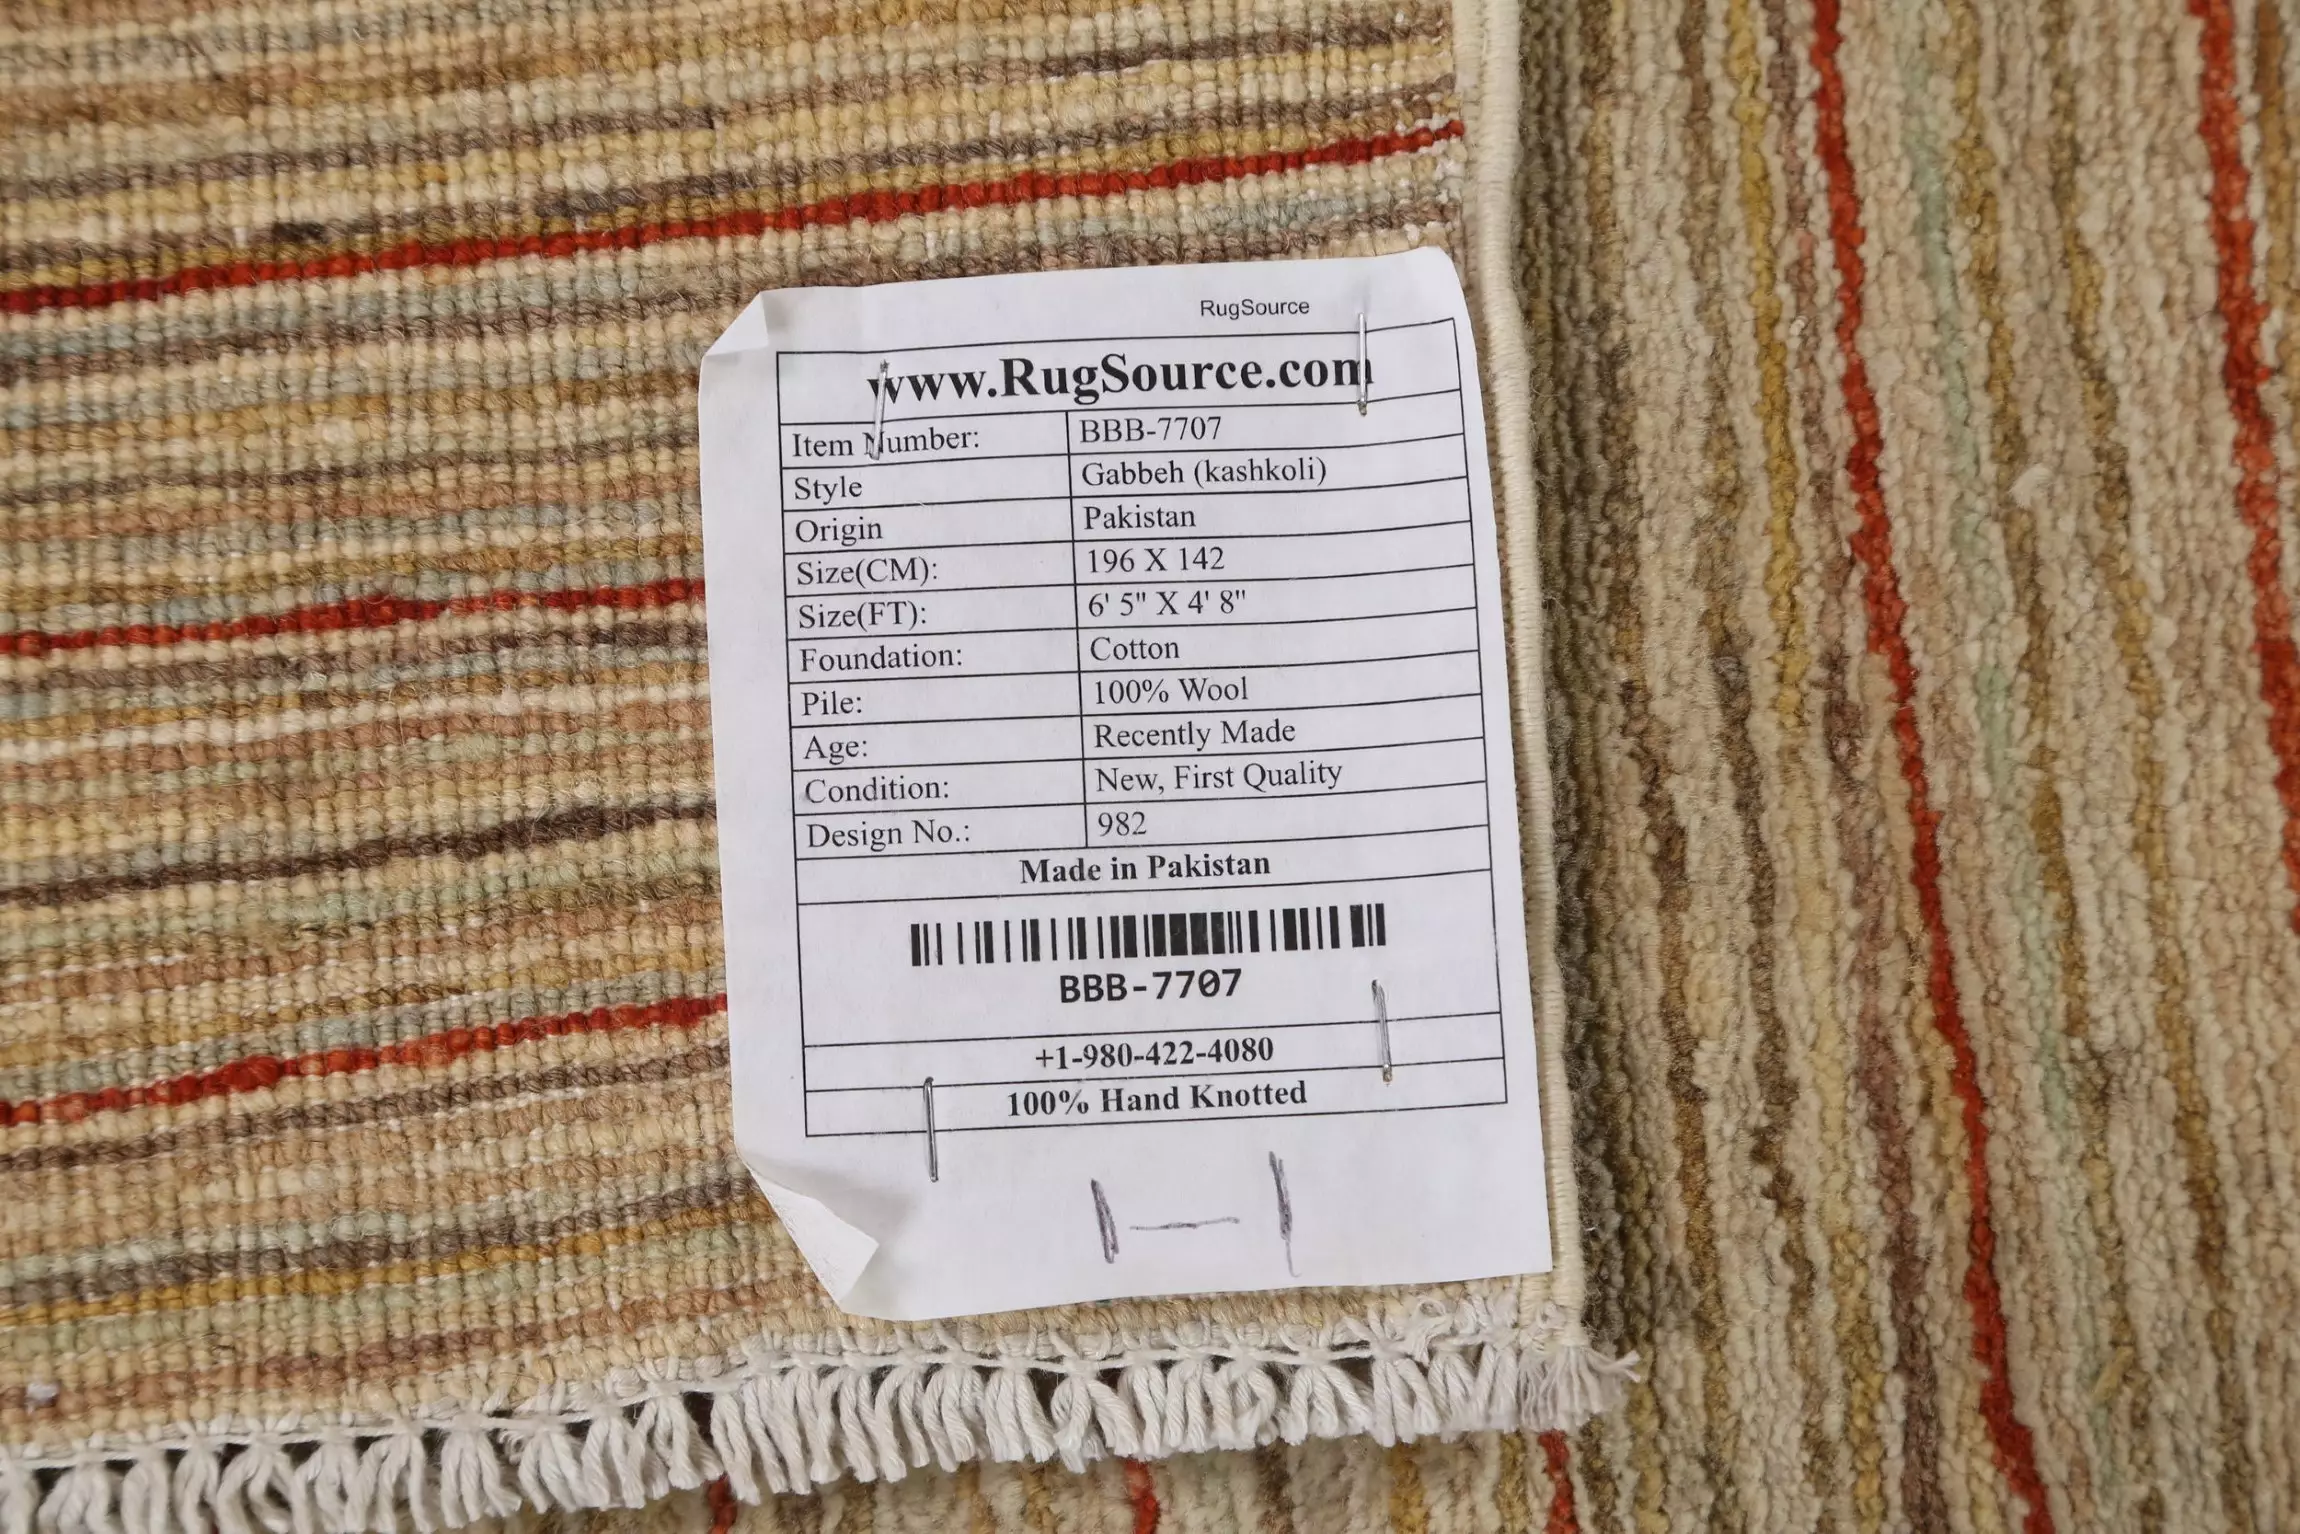 RugSource
www.RugSource.com
Item Number: BBB-7707
Style Gabbeh (kashkoli)
Origin Pakistan
Size(CM): 196 X 142
Size(FT): 6' 5" X 4' 8"
Foundation: Cotton
Pile: 100% Wool
Age: Recently Made
Condition: New, First Quality
Design No.: 982
Made in Pakistan
BBB-7707
+1-980-422-4080
100% Hand Knotted
1-1